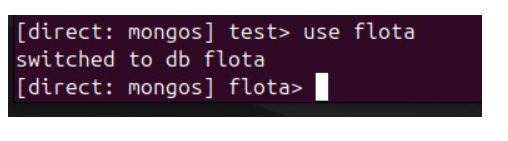 [direct: mongos] test> use flota
switched to db flota
[direct: mongos] flota>